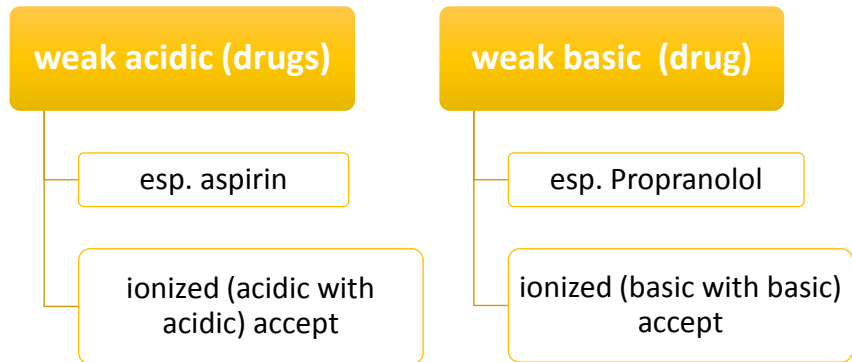 weak acidic (drugs)
esp. aspirin
ionized (acidic with
acidic) accept
weak basic  (drug)
esp. Propranolol
ionized (basic with basic)
accept